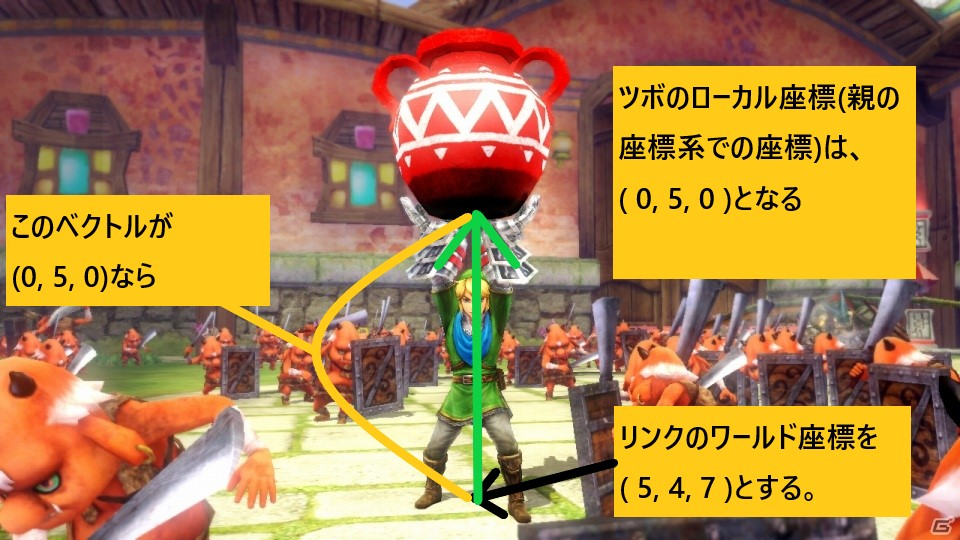 ツボのローカル座標(親の
座標系での座標)は、
( 0, 5, 0 )となる
このベクトルが
(0, 5, 0)なら
リンクのワールド座標を
( 5, 4, 7 )とする。